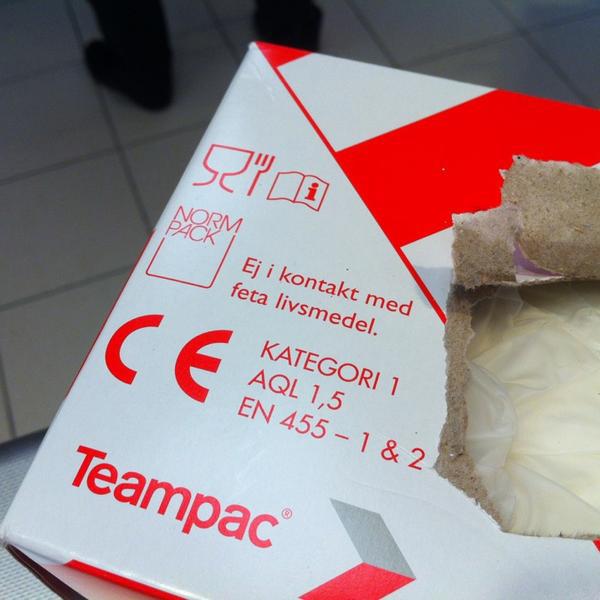 NORM
PACK
Ej i kontakt med
feta livsmedel.
CE
KATEGORI 1
AQL 1,5
EN 455 – 1 & 2
Teampac®